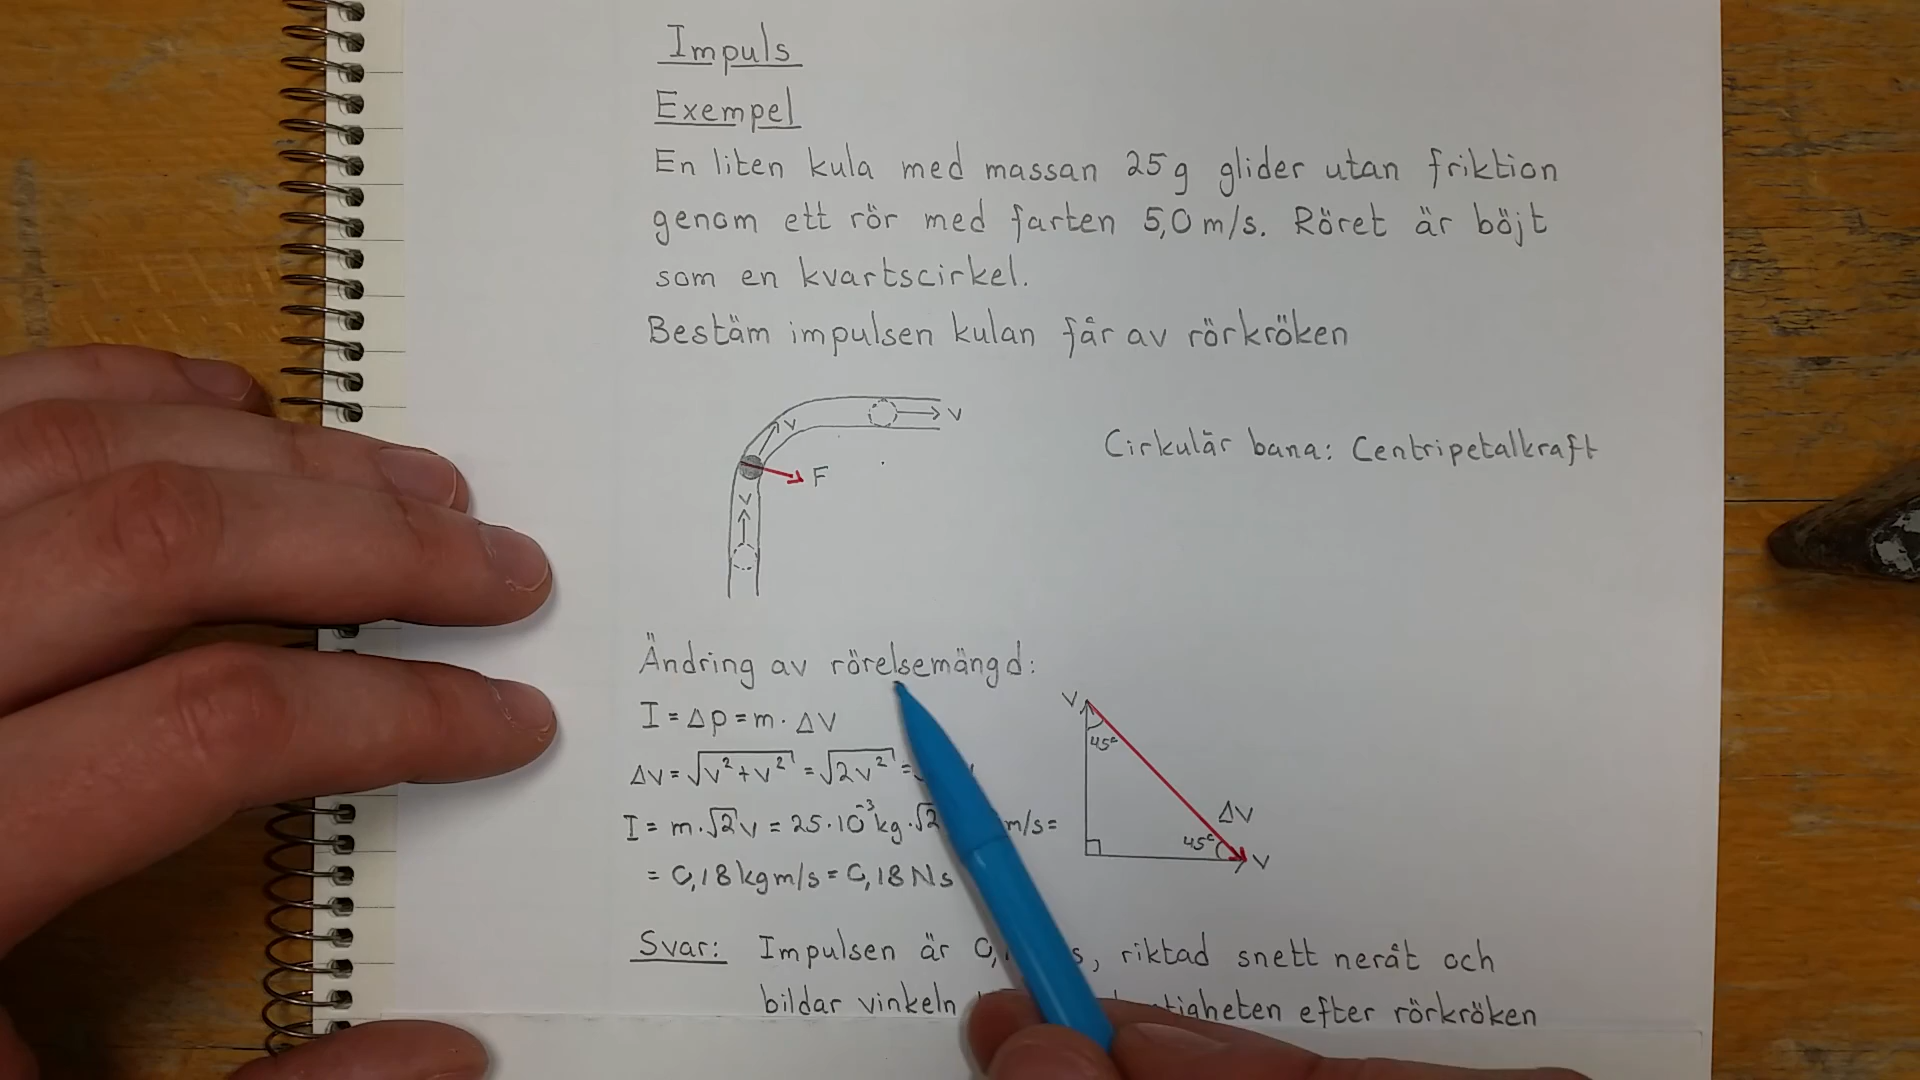 Impuls
Exempel
En liten kula med massan 25 g glider utan friktion
genom ett rör med farten 5,0 m/s. Röret är böjt
som en kvartscirkel.
Bestäm impulsen kulan får av rörkröken
v
v
F
v
Cirkulär bana: Centripetalkraft
Ändring av rörelsemängd:
I = Δp = m · Δv
Δv = √v² + v² = √2v² =
I = m · √2 v = 25 · 10⁻³ kg · √2 m/s =
= 0,18 kgm/s = 0,18 Ns
v
45°
Δv
45°
v
Svar: Impulsen är 0, s, riktad snett neråt och
bildar vinkeln efter rörkröken